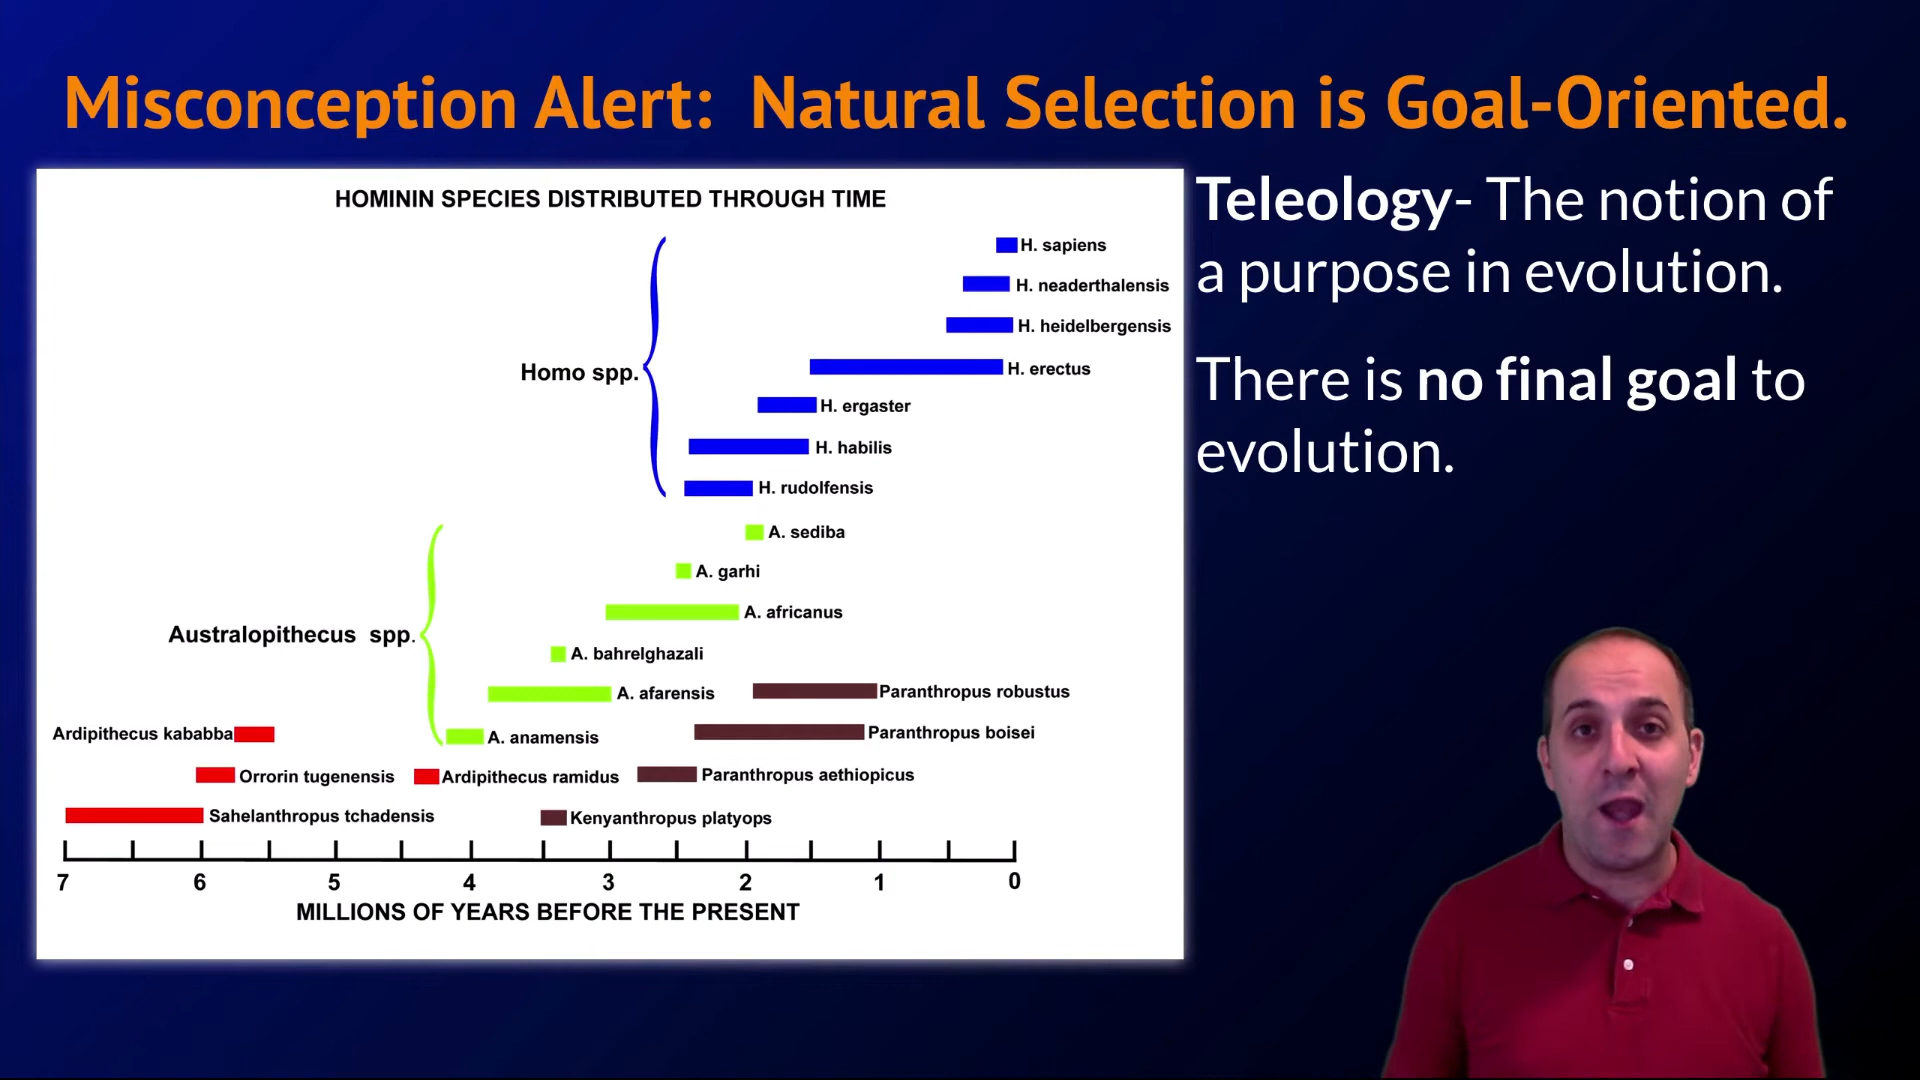 Misconception Alert: Natural Selection is Goal-Oriented.
HOMININ SPECIES DISTRIBUTED THROUGH TIME
H. sapiens
H. neaderthalensis
H. heidelbergensis
Homo spp.
H. erectus
H. ergaster
H. habilis
H. rudolfensis
A. sediba
A. garhi
A. africanus
Australopithecus spp.
A. bahrelghazali
A. afarensis
Paranthropus robustus
Ardipithecus kababba
A. anamensis
Paranthropus boisei
Orrorin tugenensis
Ardipithecus ramidus
Paranthropus aethiopicus
Sahelanthropus tchadensis
Kenyanthropus platyops
7 6 5 4 3 2 1 0
MILLIONS OF YEARS BEFORE THE PRESENT
Teleology- The notion of
a purpose in evolution.
There is no final goal to
evolution.